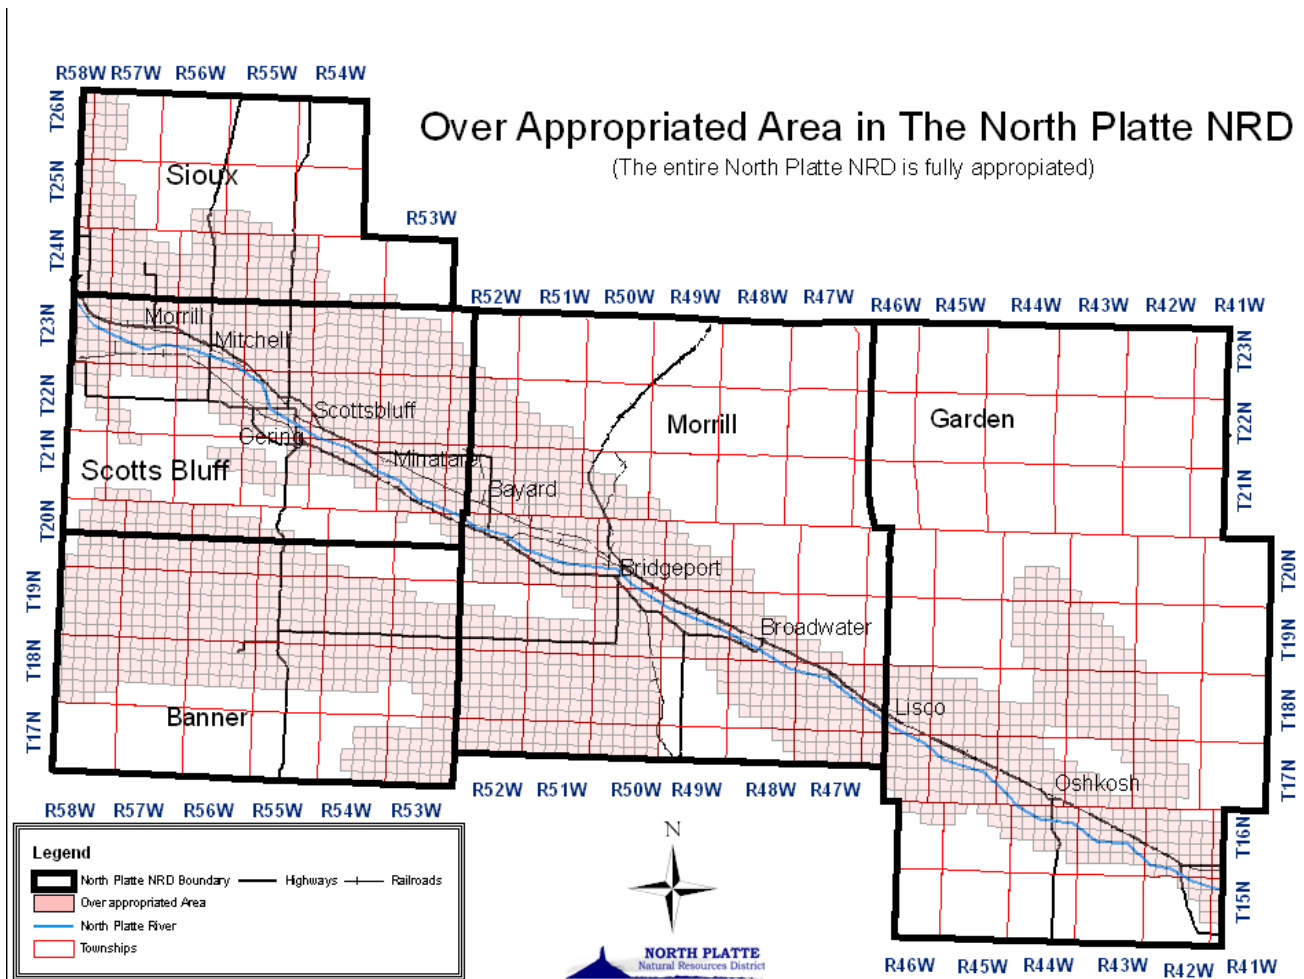 R58W R57W R56W R55W R54W
Over Appropriated Area in The North Platte NRD
(The entire North Platte NRD is fully appropiated)
T26N
T25N
T24N
T23N
T22N
T21N
T20N
T19N
T18N
T17N
Sioux
R53W
R52W R51W R50W R49W R48W R47W R46W R45W R44W R43W R42W R41W
T23N
T22N
T21N
T20N
T19N
T18N
T17N
T16N
T15N
Morrill
Mitchell
Scottsbluff
Gering
Minatare
Scotts Bluff
Bayard
Morrill
Garden
Bridgeport
Broadwater
Banner
Lisco
Oshkosh
R52W R51W R50W R49W R48W R47W
R58W R57W R56W R55W R54W R53W
R46W R45W R44W R43W R42W R41W
Legend
North Platte NRD Boundary Highways Railroads
Over appropriated Area
North Platte River
Townships
N
NORTH PLATTE
Natural Resources District